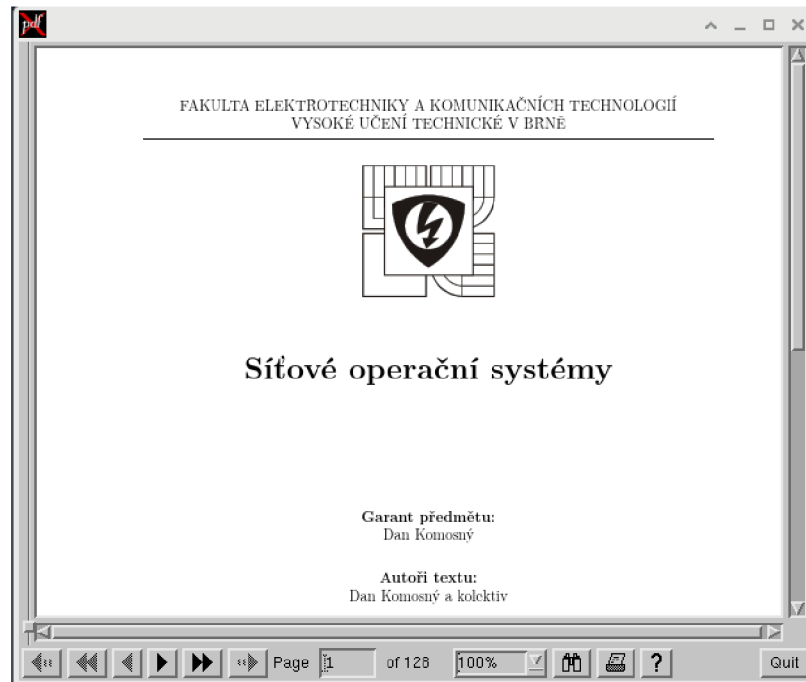 pdf
FAKULTA ELEKTROTECHNIKY A KOMUNIKAČNÍCH TECHNOLOGIÍ
VYSOKÉ UČENÍ TECHNICKÉ V BRNĚ
Síťové operační systémy
Garant předmětu:
Dan Komosný
Autoři textu:
Dan Komosný a kolektiv
Page 1 of 128 100% ? Quit